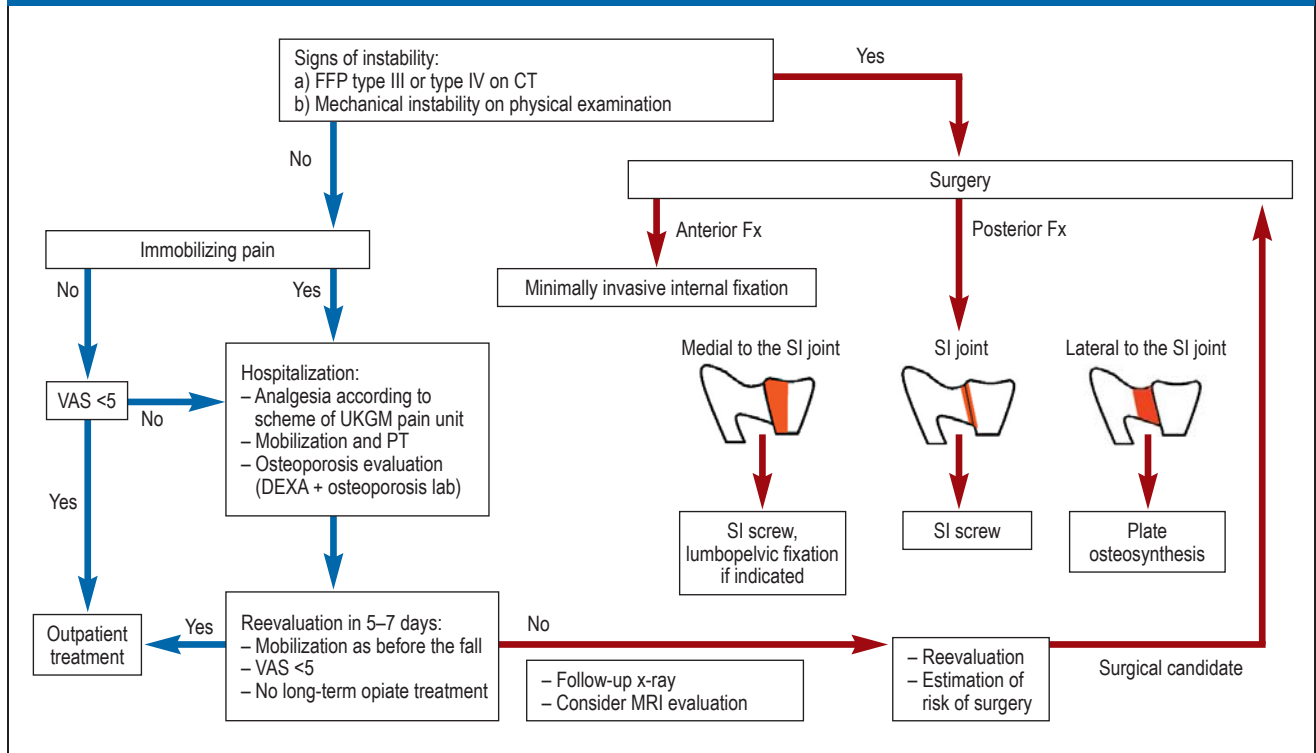 Signs of instability:
a) FFP type III or type IV on CT
b) Mechanical instability on physical examination
Yes
No
Surgery
Immobilizing pain
Anterior Fx
Posterior Fx
No
Yes
Minimally invasive internal fixation
Medial to the SI joint
SI joint
Lateral to the SI joint
Hospitalization:
– Analgesia according to
scheme of UKGM pain unit
– Mobilization and PT
– Osteoporosis evaluation
(DEXA + osteoporosis lab)
VAS <5
No
Yes
SI screw,
lumbopelvic fixation
if indicated
SI screw
Plate
osteosynthesis
Outpatient
treatment
Yes
Reevaluation in 5–7 days:
– Mobilization as before the fall
– VAS <5
– No long-term opiate treatment
No
– Follow-up x-ray
– Consider MRI evaluation
– Reevaluation
– Estimation of
risk of surgery
Surgical candidate